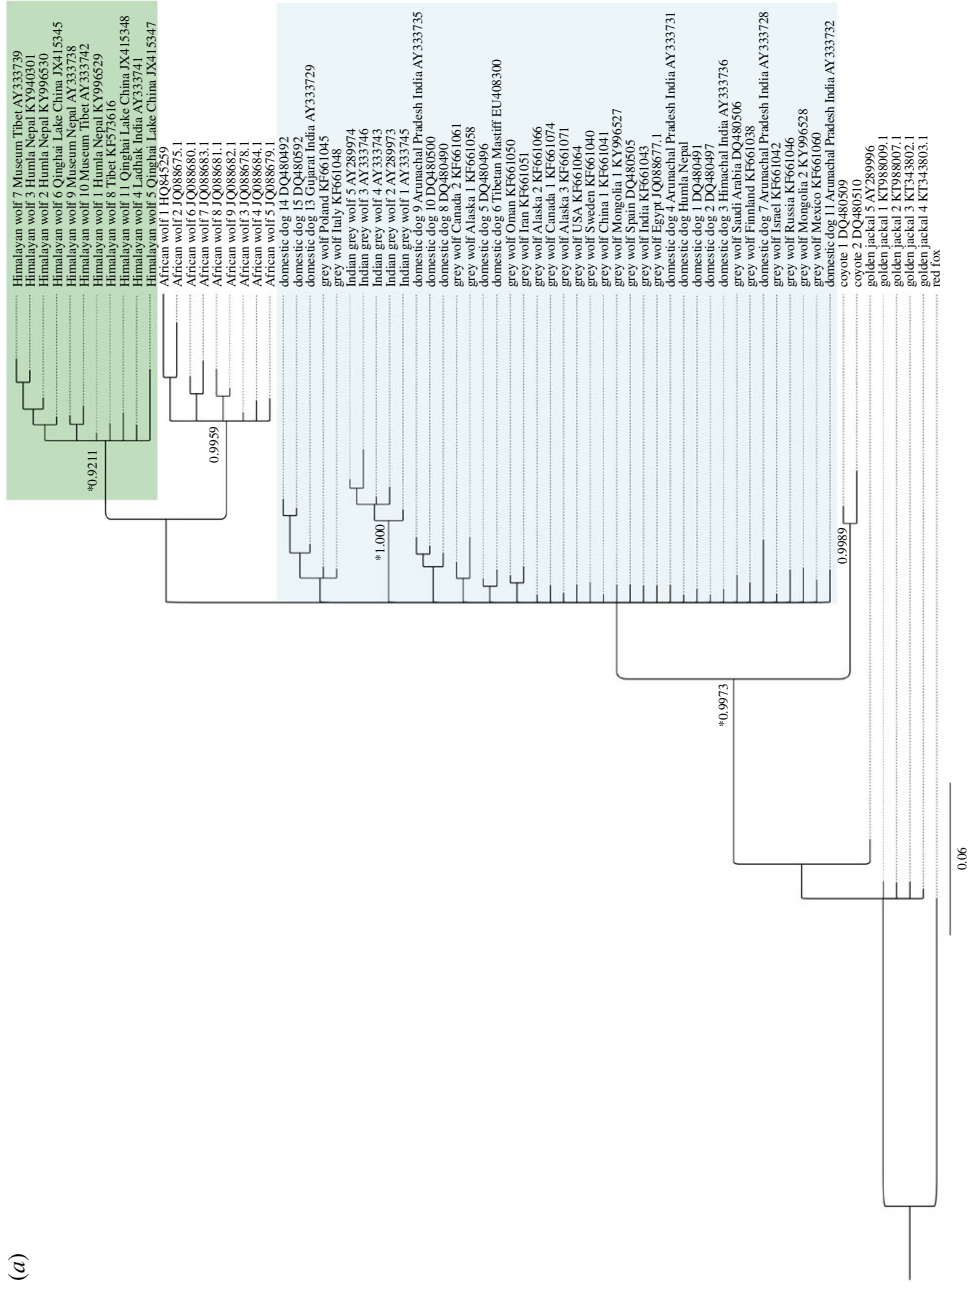 (a)
Himalayan wolf 7 Museum Tibet AY333739
Himalayan wolf 3 Humla Nepal KY940301
Himalayan wolf 2 Humla Nepal KY996530
Himalayan wolf 6 Qinghai Lake China JX415345
Himalayan wolf 9 Museum Nepal AY333738
Himalayan wolf 10 Museum Tibet AY333742
Himalayan wolf 1 Humla Nepal KY996529
Himalayan wolf 8 Tibet KF573616
Himalayan wolf 11 Qinghai Lake China JX415348
Himalayan wolf 4 Ladhak India AY333741
Himalayan wolf 5 Qinghai Lake China JX415347
African wolf 1 HQ845259
African wolf 2 JQ088675.1
African wolf 6 JQ088680.1
African wolf 7 JQ088683.1
African wolf 8 JQ088681.1
African wolf 9 JQ088682.1
African wolf 3 JQ088678.1
African wolf 4 JQ088684.1
African wolf 5 JQ088679.1
domestic dog 14 DQ480492
domestic dog 15 DQ480592
domestic dog 13 Gujarat India AY333729
grey wolf Poland KF661045
grey wolf Italy KF661048
Indian grey wolf 5 AY289974
Indian grey wolf 3 AY333746
Indian grey wolf 4 AY333743
Indian grey wolf 2 AY289973
Indian grey wolf 1 AY333745
domestic dog 9 Arunachal Pradesh India AY333735
domestic dog 10 DQ480500
domestic dog 8 DQ480490
grey wolf Canada 2 KF661061
grey wolf Alaska 1 KF661058
domestic dog 5 DQ480496
domestic dog 6 Tibetan Mastiff EU408300
grey wolf Oman KF661050
grey wolf Iran KF661051
grey wolf Alaska 2 KF661066
grey wolf Canada 1 KF661074
grey wolf Alaska 3 KF661071
grey wolf USA KF661064
grey wolf Sweden KF661040
grey wolf China 1 KF661041
grey wolf Mongolia 1 KY996527
grey wolf Spain DQ480505
grey wolf India KF661043
grey wolf Egypt JQ088677.1
domestic dog 4 Arunachal Pradesh India AY333731
domestic dog Humla Nepal
domestic dog 1 DQ480491
domestic dog 2 DQ480497
domestic dog 3 Himachal India AY333736
grey wolf Saudi Arabia DQ480506
grey wolf Finnland KF661038
domestic dog 7 Arunachal Pradesh India AY333728
grey wolf Israel KF661042
grey wolf Russia KF661046
grey wolf Mongolia 2 KY996528
grey wolf Mexico KF661060
domestic dog 11 Arunachal Pradesh India AY333732
coyote 1 DQ480509
coyote 2 DQ480510
golden jackal 5 AY289996
golden jackal 1 KT988009.1
golden jackal 2 KT988007.1
golden jackal 3 KT343802.1
golden jackal 4 KT343803.1
red fox
*0.9211
0.9959
*1.000
0.9989
*0.9973
0.06